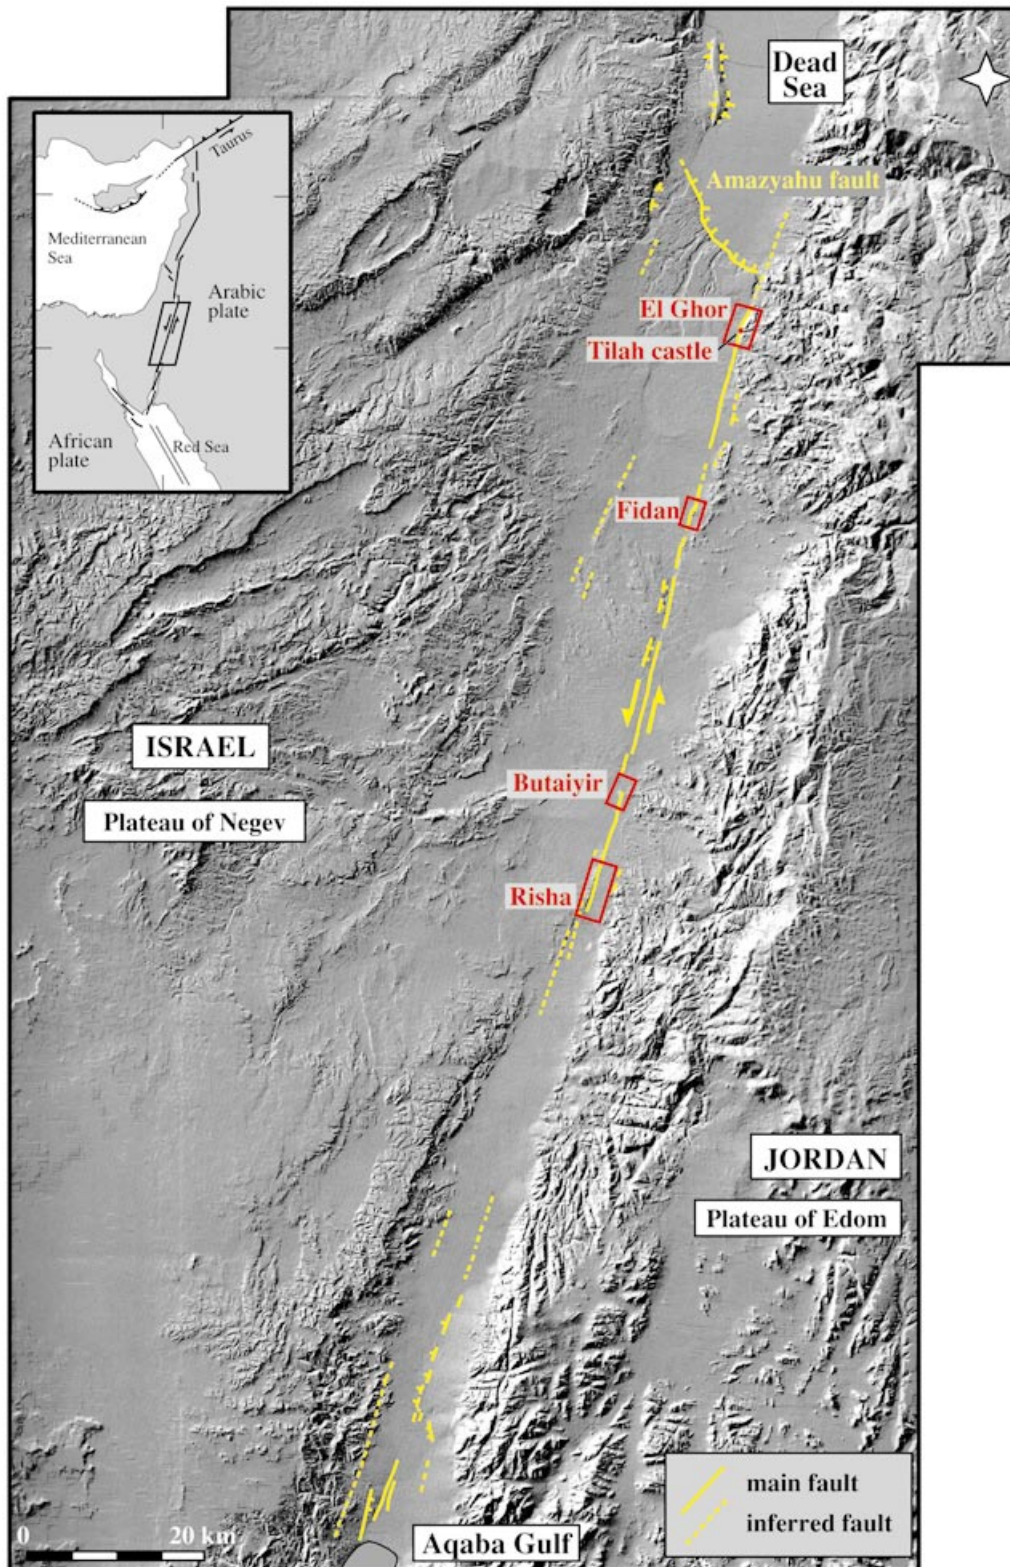 N
Dead
Sea
Taurus
Mediterranean
Sea
Arabic
plate
African
plate
Red Sea
Amazyahu fault
El Ghor
Tilah castle
Fidan
ISRAEL
Plateau of Negev
Butaiyir
Risha
JORDAN
Plateau of Edom
main fault
inferred fault
0 20 km
Aqaba Gulf